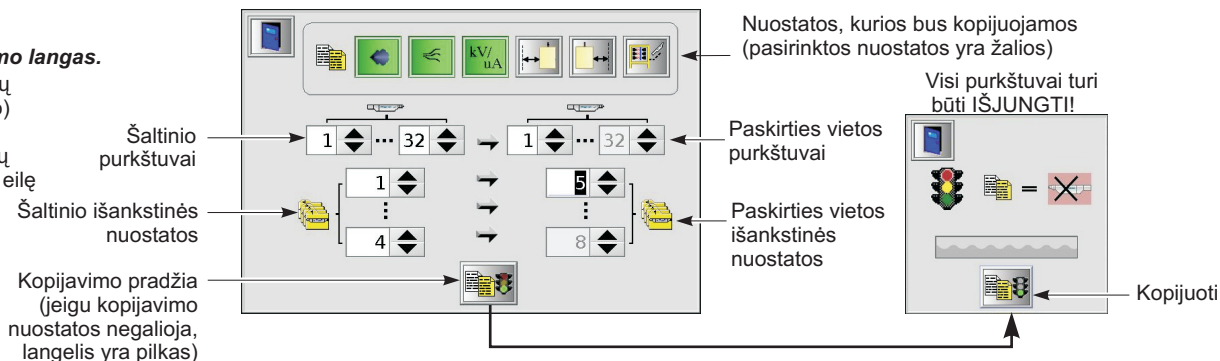 mo langas.
ų
o)
ų
eilę
Šaltinio
purkštuvai
Šaltinio išankstinės
nuostatos
Kopijavimo pradžia
(jeigu kopijavimo
nuostatos negalioja,
langelis yra pilkas)
kV/
uA
1 ... 32
1 ... 32
1
5
4
8
Nuostatos, kurios bus kopijuojamos
(pasirinktos nuostatos yra žalios)
Paskirties vietos
purkštuvai
Paskirties vietos
išankstinės
nuostatos
Visi purkštuvai turi
būti IŠJUNGTI!
=
Kopijuoti